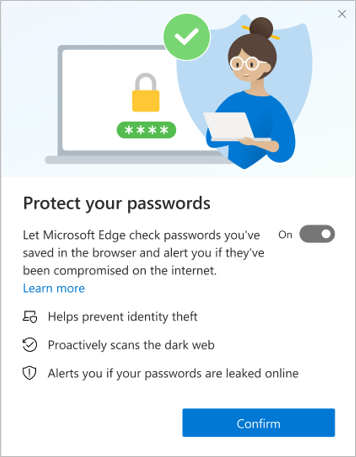 ****
Protect your passwords
Let Microsoft Edge check passwords you've
saved in the browser and alert you if they've
been compromised on the internet.
On
Learn more
Helps prevent identity theft
Proactively scans the dark web
Alerts you if your passwords are leaked online
Confirm